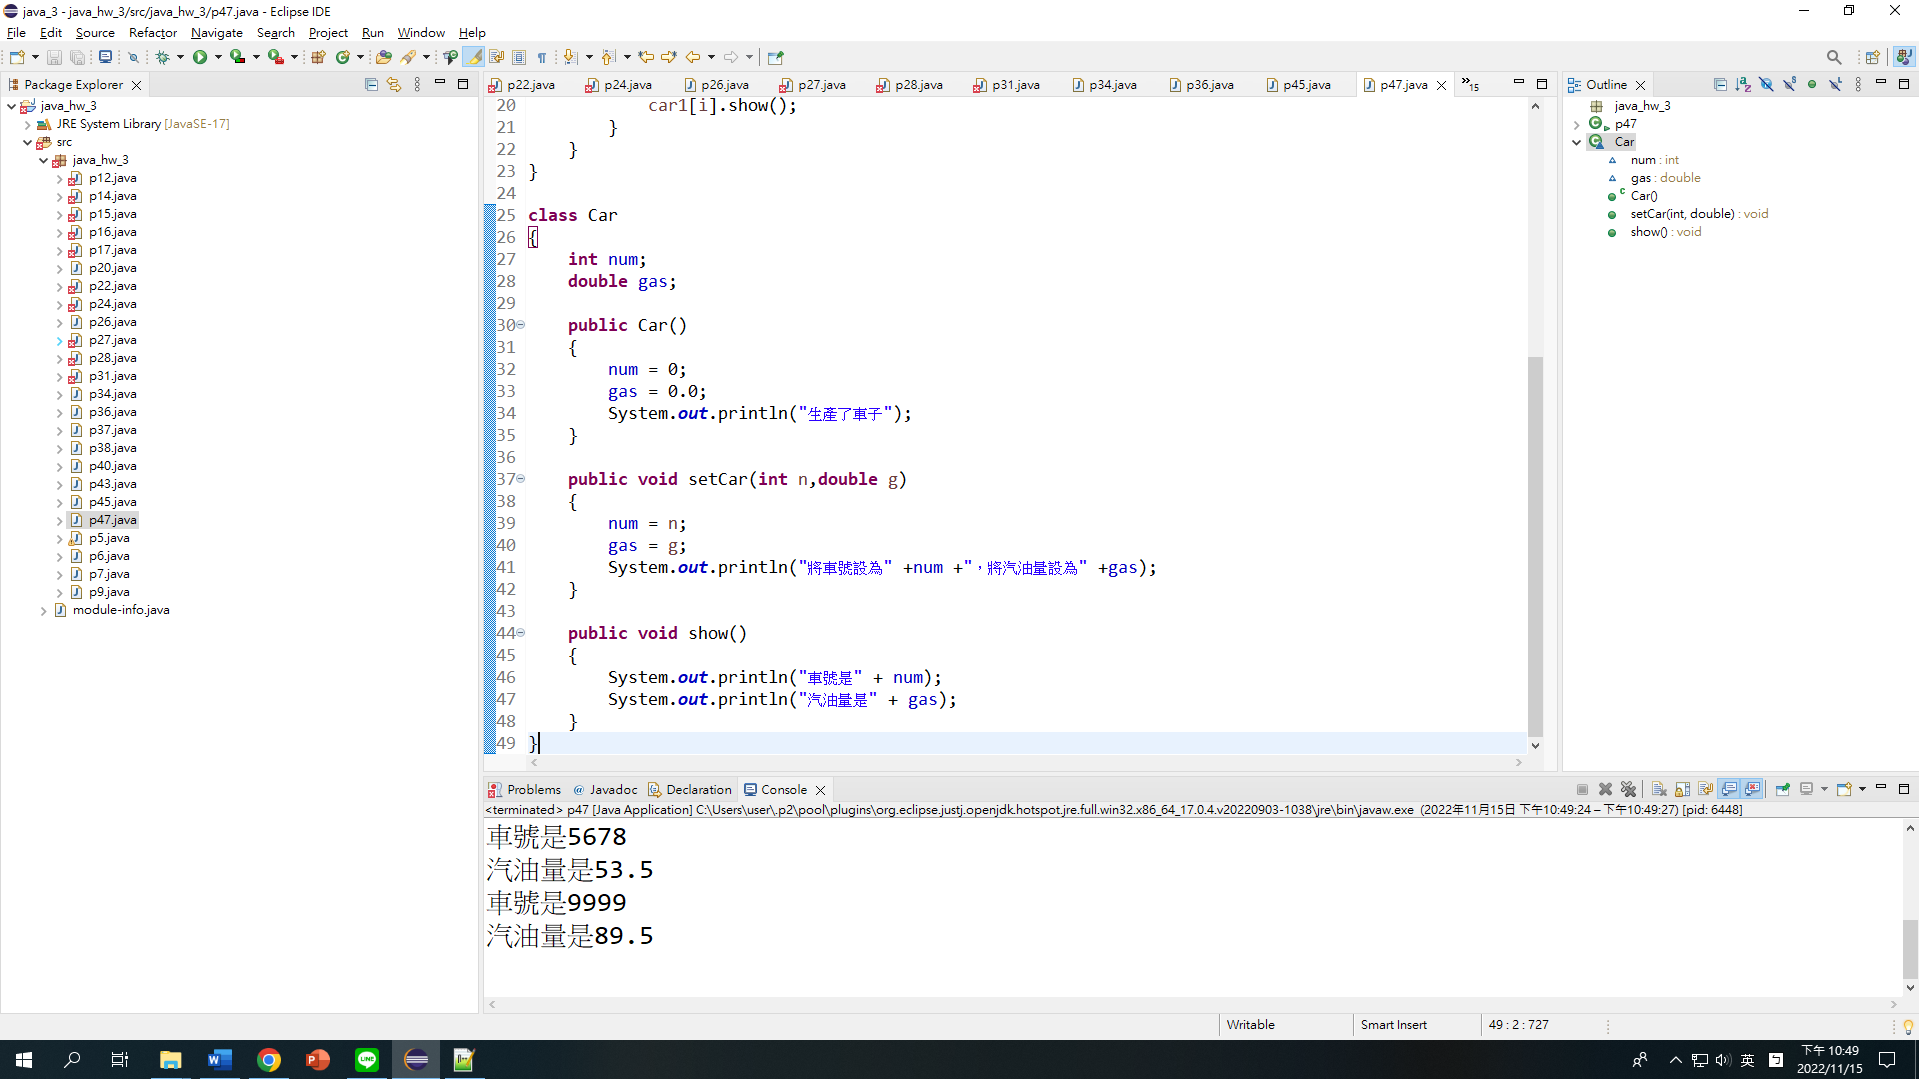 java_3 - java_hw_3/src/java_hw_3/p47.java - Eclipse IDE
File Edit Source Refactor Navigate Search Project Run Window Help
Package Explorer
java_hw_3
JRE System Library [JavaSE-17]
src
java_hw_3
p12.java
p14.java
p15.java
p16.java
p17.java
p20.java
p22.java
p24.java
p26.java
p27.java
p28.java
p31.java
p34.java
p36.java
p37.java
p38.java
p40.java
p43.java
p45.java
p47.java
p5.java
p6.java
p7.java
p9.java
module-info.java
p22.java p24.java p26.java p27.java p28.java p31.java p34.java p36.java p45.java p47.java »15
20 car1[i].show();
21 }
22 }
23 }
24
25 class Car
26 {
27 int num;
28 double gas;
29
30 public Car()
31 {
32 num = 0;
33 gas = 0.0;
34 System.out.println("生產了車子");
35 }
36
37 public void setCar(int n,double g)
38 {
39 num = n;
40 gas = g;
41 System.out.println("將車號設為" +num +"，將汽油量設為" +gas);
42 }
43
44 public void show()
45 {
46 System.out.println("車號是" + num);
47 System.out.println("汽油量是" + gas);
48 }
49 }
Outline
java_hw_3
p47
Car
num : int
gas : double
Car()
setCar(int, double) : void
show() : void
Problems @ Javadoc Declaration Console
<terminated> p47 [Java Application] C:\Users\user\.p2\pool\plugins\org.eclipse.justj.openjdk.hotspot.jre.full.win32.x86_64_17.0.4.v20220903-1038\jre\bin\javaw.exe (2022年11月15日 下午10:49:24 – 下午10:49:27) [pid: 6448]
車號是5678
汽油量是53.5
車號是9999
汽油量是89.5
Writable Smart Insert 49 : 2 : 727
英
下午 10:49
2022/11/15